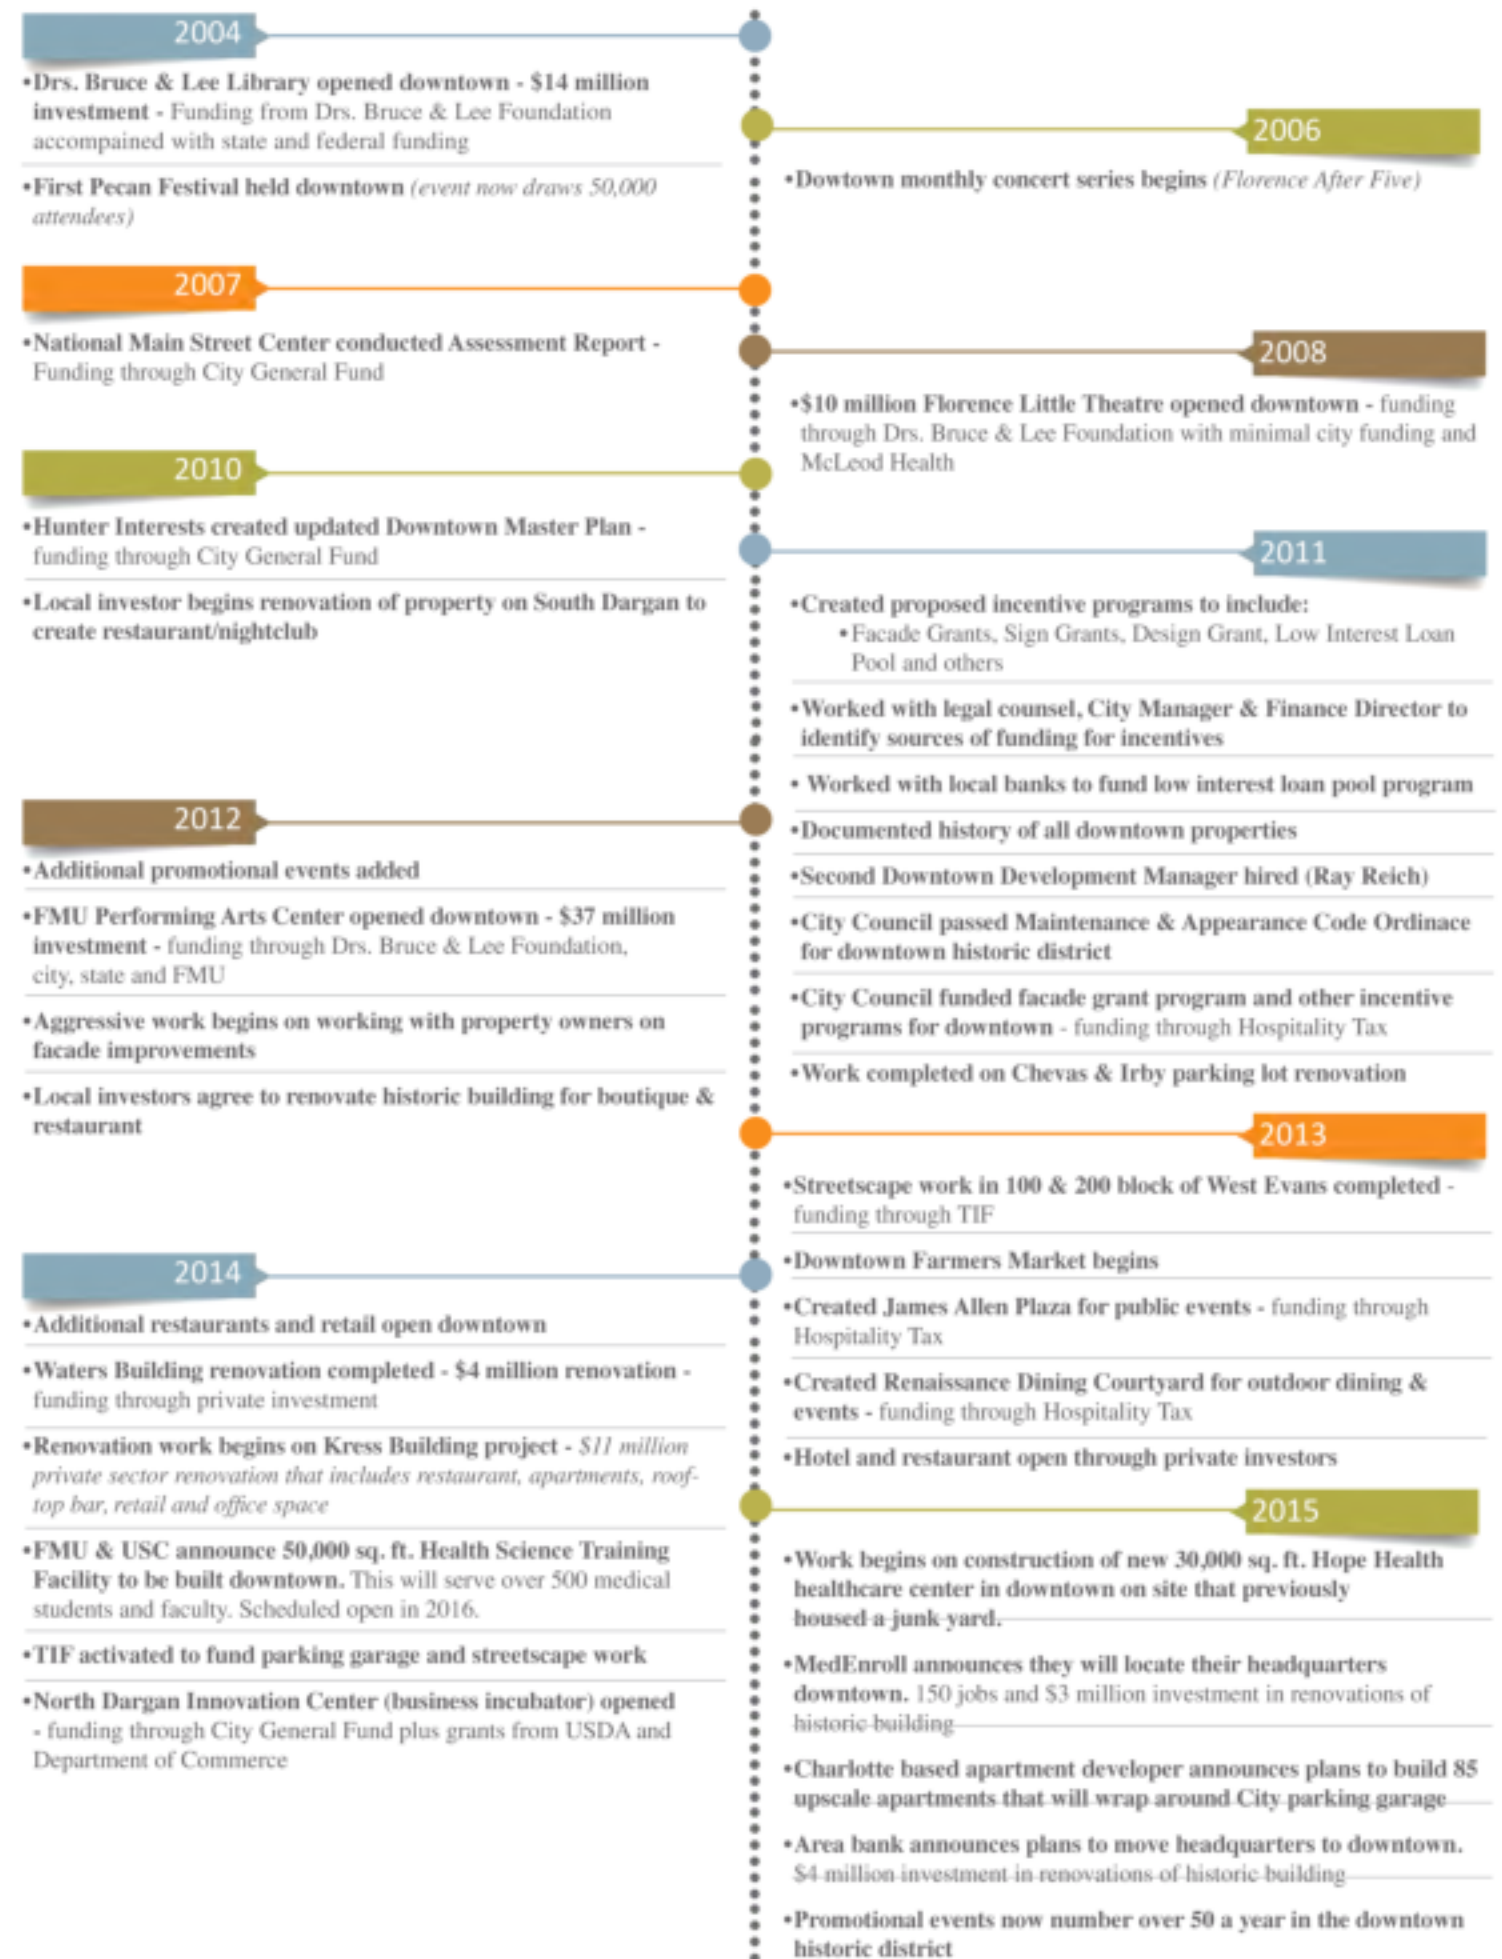 2004
•Drs. Bruce & Lee Library opened downtown - $14 million
investment - Funding from Drs. Bruce & Lee Foundation
accompained with state and federal funding
•First Pecan Festival held downtown (event now draws 50,000
attendees)
2006
•Dowtown monthly concert series begins (Florence After Five)
2007
•National Main Street Center conducted Assessment Report -
Funding through City General Fund
2008
•$10 million Florence Little Theatre opened downtown - funding
through Drs. Bruce & Lee Foundation with minimal city funding and
McLeod Health
2010
•Hunter Interests created updated Downtown Master Plan -
funding through City General Fund
•Local investor begins renovation of property on South Dargan to
create restaurant/nightclub
2011
•Created proposed incentive programs to include:
•Facade Grants, Sign Grants, Design Grant, Low Interest Loan
Pool and others
•Worked with legal counsel, City Manager & Finance Director to
identify sources of funding for incentives
• Worked with local banks to fund low interest loan pool program
•Documented history of all downtown properties
•Second Downtown Development Manager hired (Ray Reich)
•City Council passed Maintenance & Appearance Code Ordinace
for downtown historic district
•City Council funded facade grant program and other incentive
programs for downtown - funding through Hospitality Tax
•Work completed on Chevas & Irby parking lot renovation
2012
•Additional promotional events added
•FMU Performing Arts Center opened downtown - $37 million
investment - funding through Drs. Bruce & Lee Foundation,
city, state and FMU
•Aggressive work begins on working with property owners on
facade improvements
•Local investors agree to renovate historic building for boutique &
restaurant
2013
•Streetscape work in 100 & 200 block of West Evans completed -
funding through TIF
•Downtown Farmers Market begins
•Created James Allen Plaza for public events - funding through
Hospitality Tax
•Created Renaissance Dining Courtyard for outdoor dining &
events - funding through Hospitality Tax
•Hotel and restaurant open through private investors
2014
•Additional restaurants and retail open downtown
•Waters Building renovation completed - $4 million renovation -
funding through private investment
•Renovation work begins on Kress Building project - $11 million
private sector renovation that includes restaurant, apartments, roof-
top bar, retail and office space
•FMU & USC announce 50,000 sq. ft. Health Science Training
Facility to be built downtown. This will serve over 500 medical
students and faculty. Scheduled open in 2016.
•TIF activated to fund parking garage and streetscape work
•North Dargan Innovation Center (business incubator) opened
- funding through City General Fund plus grants from USDA and
Department of Commerce
2015
•Work begins on construction of new 30,000 sq. ft. Hope Health
healthcare center in downtown on site that previously
housed a junk yard.
•MedEnroll announces they will locate their headquarters
downtown. 150 jobs and $3 million investment in renovations of
historic building
•Charlotte based apartment developer announces plans to build 85
upscale apartments that will wrap around City parking garage
•Area bank announces plans to move headquarters to downtown.
$4 million investment in renovations of historic building
•Promotional events now number over 50 a year in the downtown
historic district